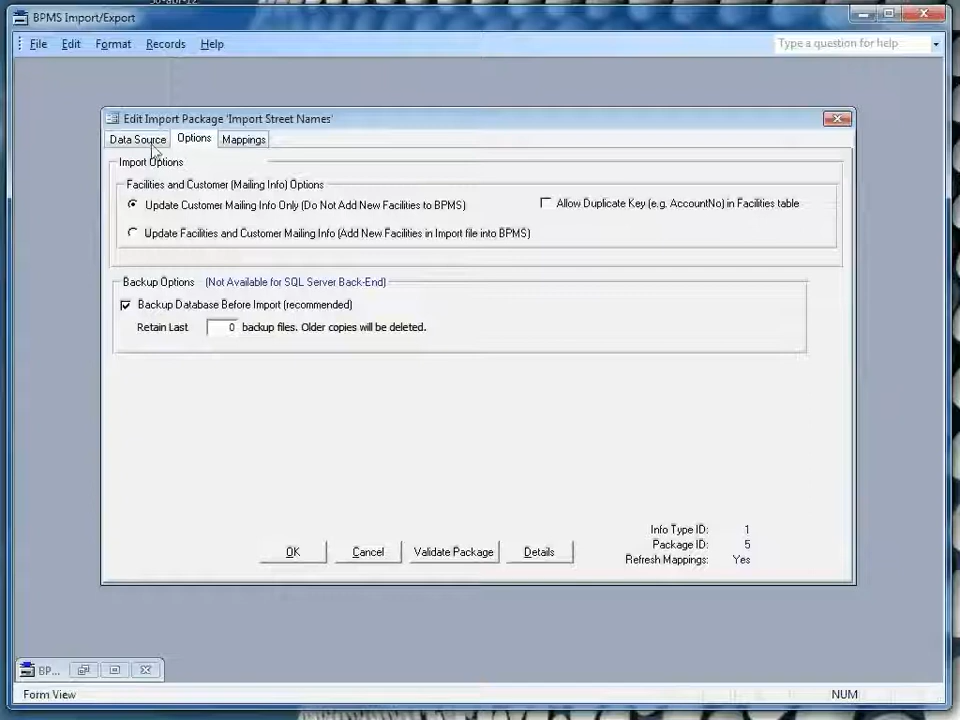 BPMS Import/Export
File Edit Format Records Help
Type a question for help
Edit Import Package 'Import Street Names'
Data Source Options Mappings
Import Options
Facilities and Customer (Mailing Info) Options
Update Customer Mailing Info Only (Do Not Add New Facilities to BPMS)
Allow Duplicate Key (e.g. AccountNo) in Facilities table
Update Facilities and Customer Mailing Info (Add New Facilities in Import file into BPMS)
Backup Options (Not Available for SQL Server Back-End)
Backup Database Before Import (recommended)
Retain Last 0 backup files. Older copies will be deleted.
OK Cancel Validate Package Details
Info Type ID: 1
Package ID: 5
Refresh Mappings: Yes
BP...
Form View
NUM